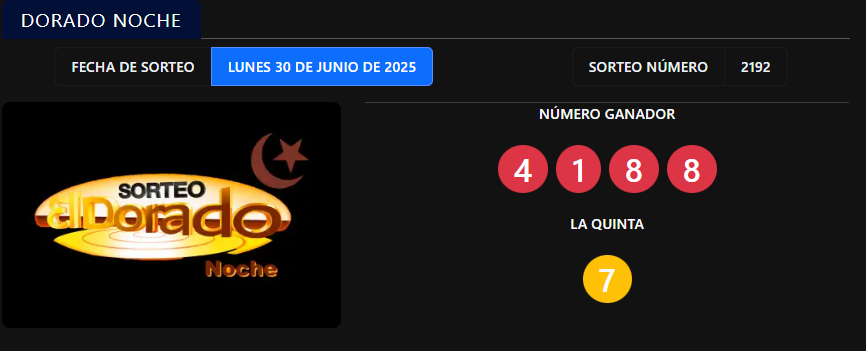 DORADO NOCHE
FECHA DE SORTEO LUNES 30 DE JUNIO DE 2025 SORTEO NÚMERO 2192
SORTEO
elDorado
Noche
NÚMERO GANADOR
4 1 8 8
LA QUINTA
7